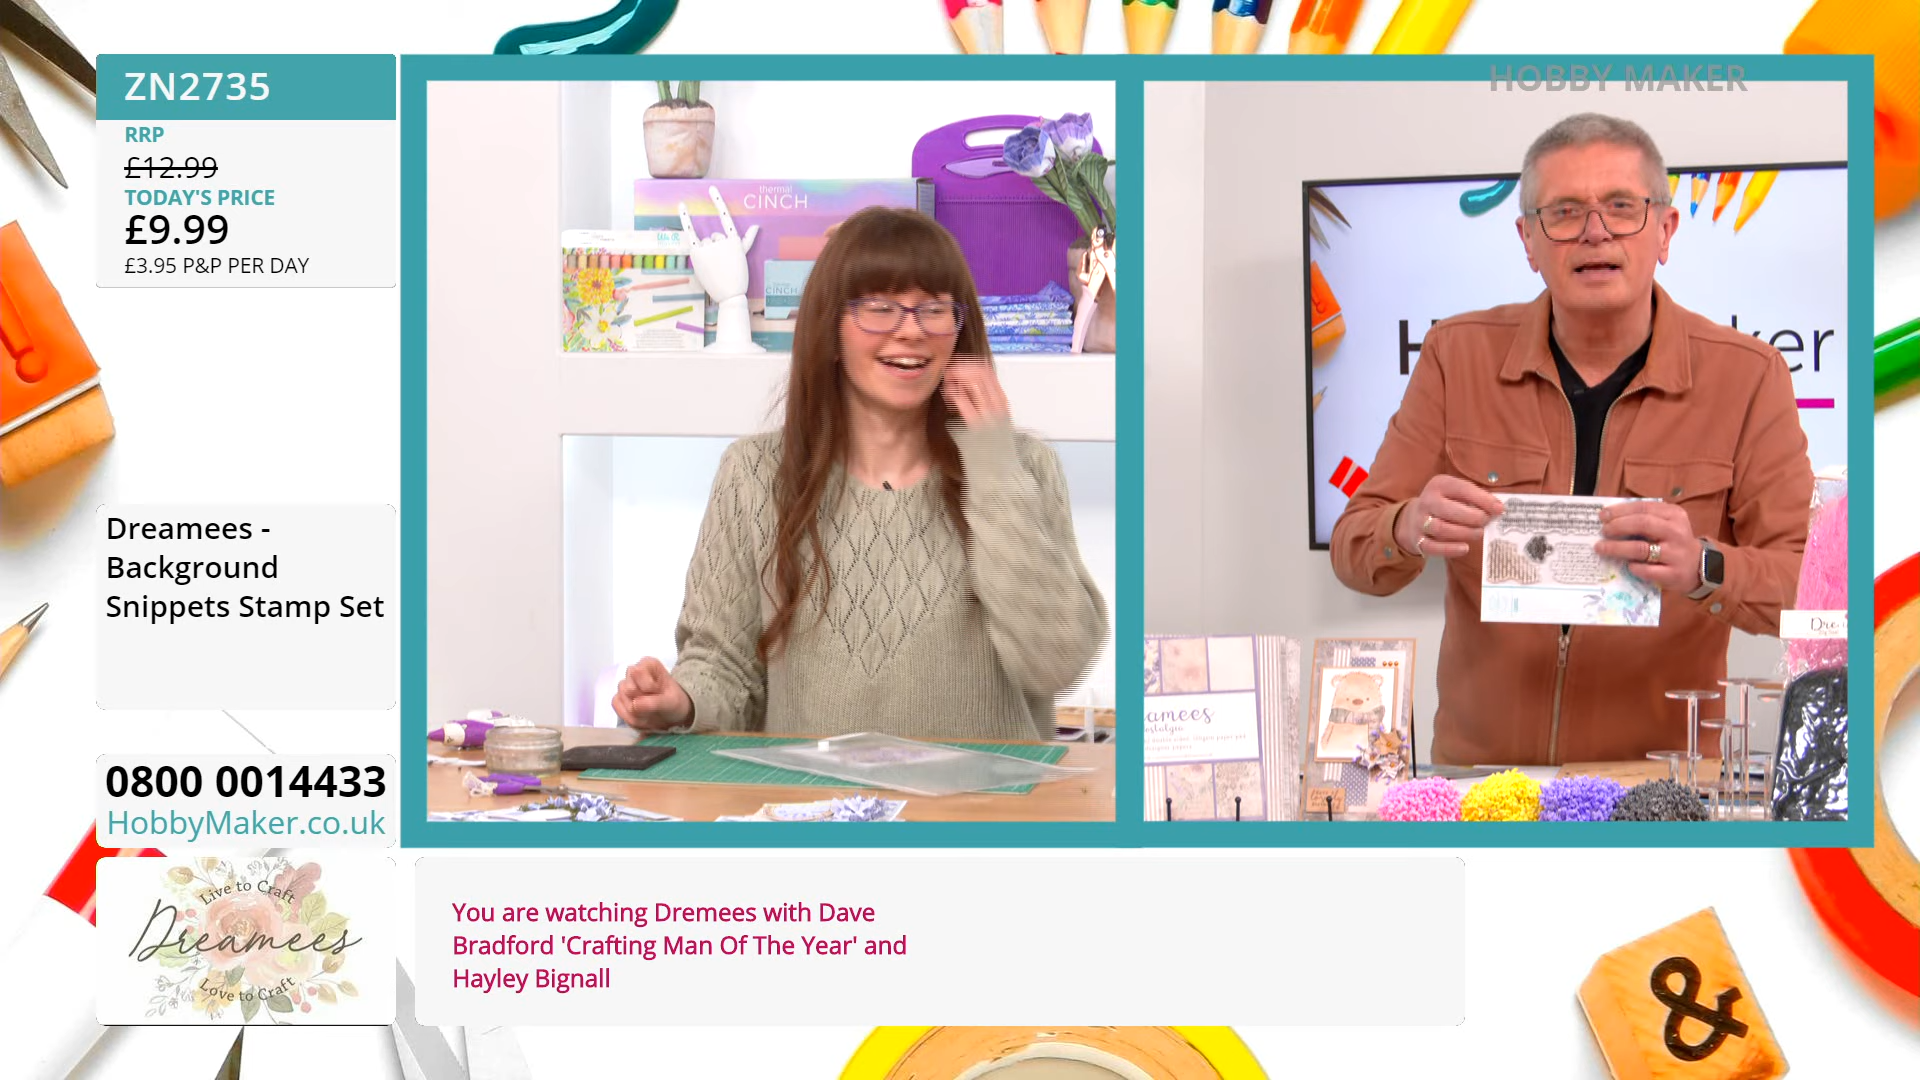 HOBBY MAKER
ZN2735
RRP
£12.99
TODAY'S PRICE
£9.99
£3.95 P&P PER DAY
thermal
CINCH
Dreamees -
Background
Snippets Stamp Set
0800 0014433
HobbyMaker.co.uk
Live to Craft
Dreamees
Love to Craft
You are watching Dremees with Dave
Bradford 'Crafting Man Of The Year' and
Hayley Bignall
&